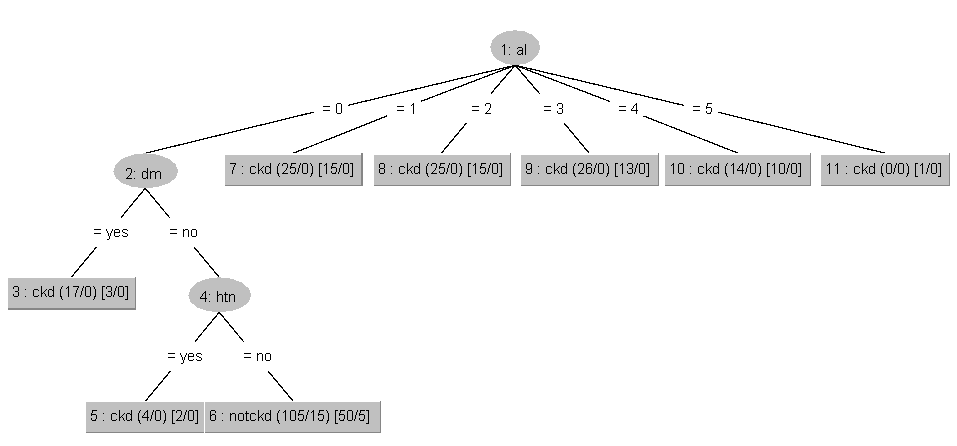 1: al
= 0
= 1
= 2
= 3
= 4
= 5
2: dm
7 : ckd (25/0) [15/0]
8 : ckd (25/0) [15/0]
9 : ckd (26/0) [13/0]
10 : ckd (14/0) [10/0]
11 : ckd (0/0) [1/0]
= yes
= no
3 : ckd (17/0) [3/0]
4: htn
= yes
= no
5 : ckd (4/0) [2/0]
6 : notckd (105/15) [50/5]